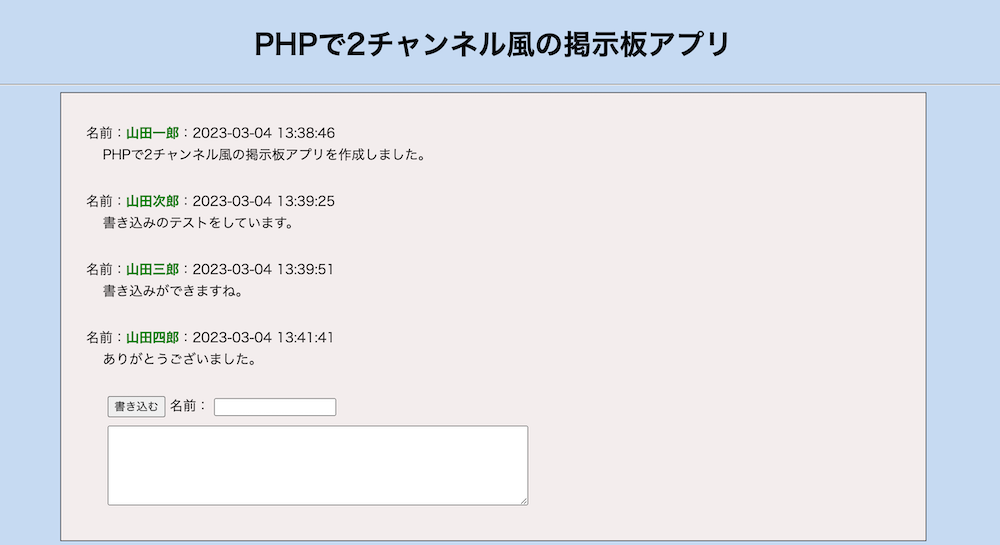 PHPで2チャンネル風の掲示板アプリ
名前：山田一郎：2023-03-04 13:38:46
PHPで2チャンネル風の掲示板アプリを作成しました。
名前：山田次郎：2023-03-04 13:39:25
書き込みのテストをしています。
名前：山田三郎：2023-03-04 13:39:51
書き込みができますね。
名前：山田四郎：2023-03-04 13:41:41
ありがとうございました。
書き込む 名前：